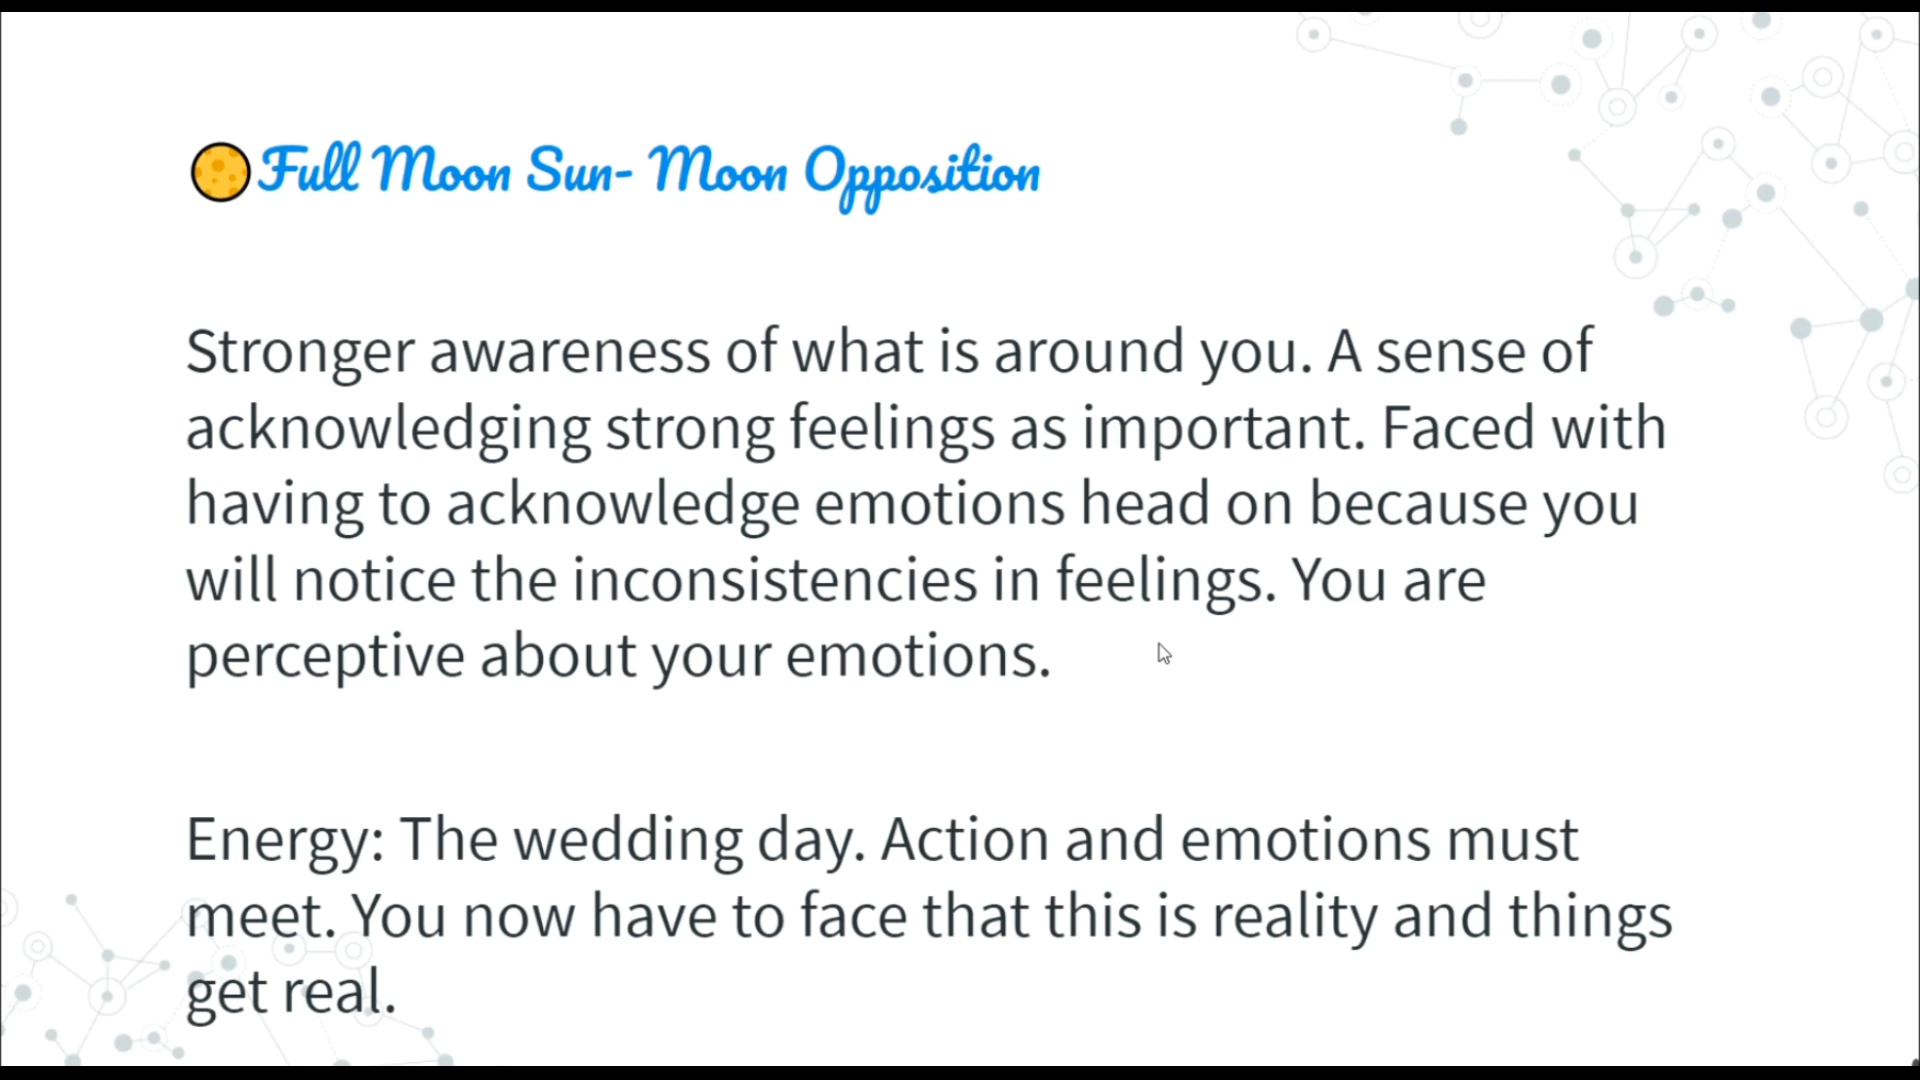 Full Moon Sun- Moon Opposition
Stronger awareness of what is around you. A sense of
acknowledging strong feelings as important. Faced with
having to acknowledge emotions head on because you
will notice the inconsistencies in feelings. You are
perceptive about your emotions.
Energy: The wedding day. Action and emotions must
meet. You now have to face that this is reality and things
get real.